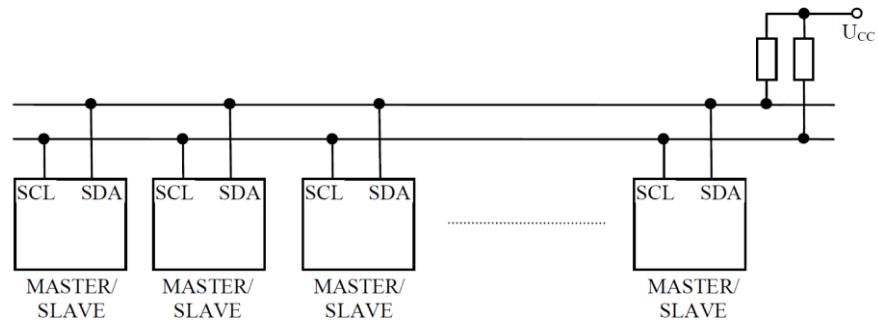 U_CC
SCL SDA SCL SDA SCL SDA SCL SDA
MASTER/ MASTER/ MASTER/ MASTER/
SLAVE SLAVE SLAVE SLAVE